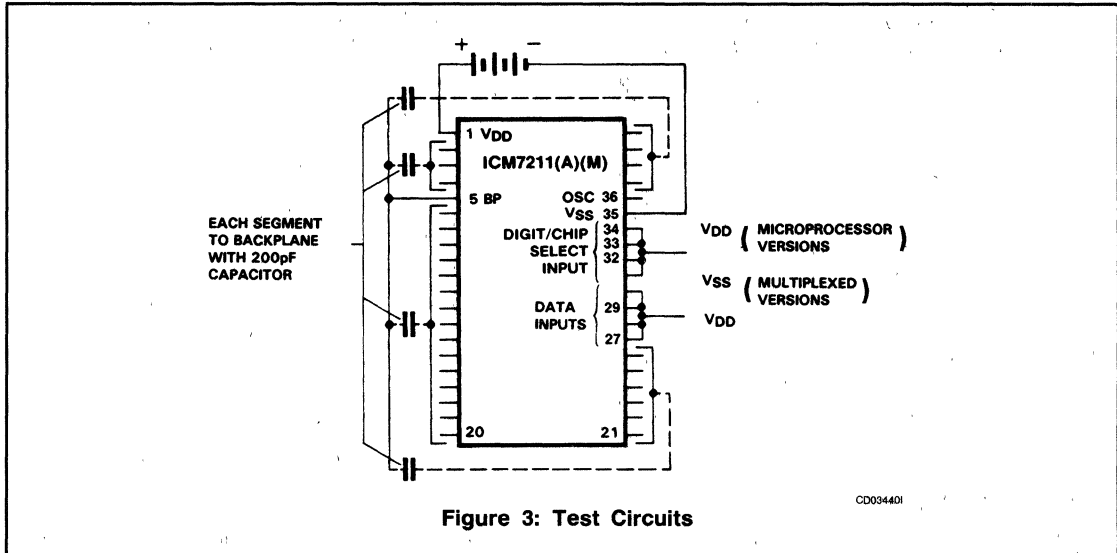 + −
1 VDD
ICM7211(A)(M)
5 BP
OSC 36
VSS 35
DIGIT/CHIP
SELECT
INPUT
34
33
32
DATA
INPUTS
29
27
20
21
EACH SEGMENT
TO BACKPLANE
WITH 200pF
CAPACITOR
VDD ( MICROPROCESSOR
VERSIONS )
VSS ( MULTIPLEXED
VERSIONS )
VDD
CD03440I
Figure 3: Test Circuits